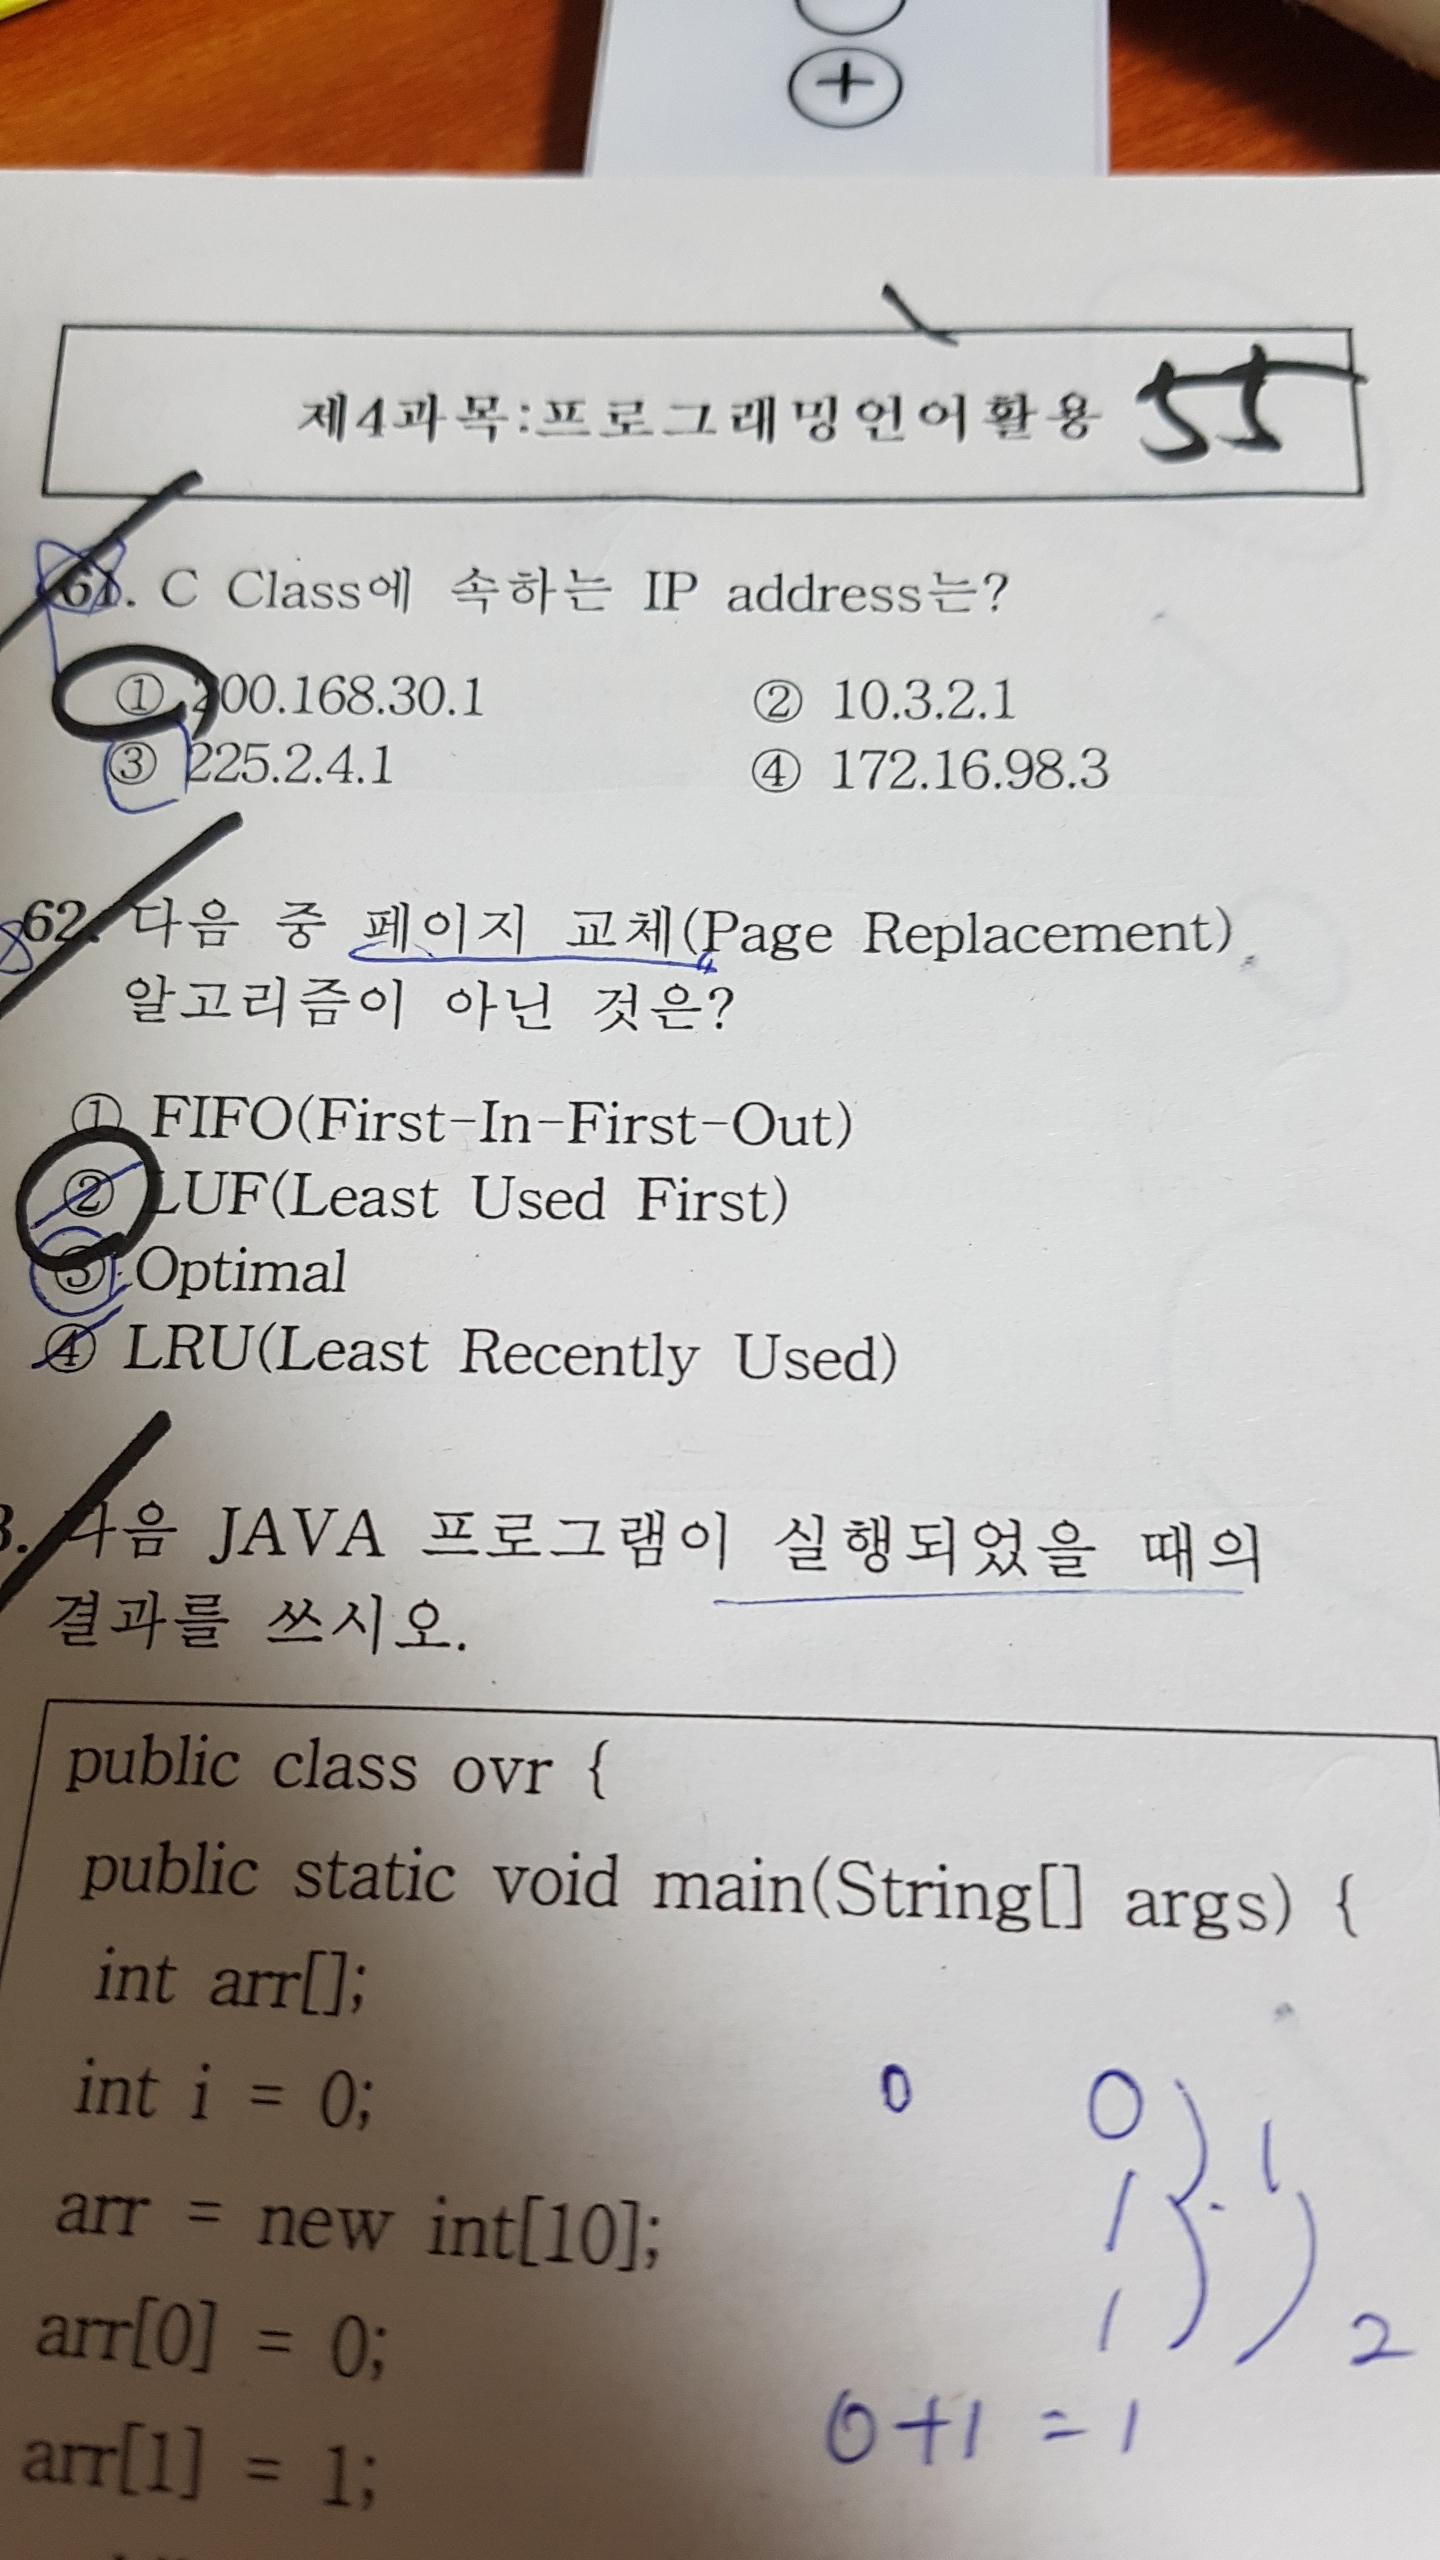 +
제4과목:프로그래밍언어활용 55
61. C Class에 속하는 IP address는?
① 200.168.30.1 ② 10.3.2.1
③ 225.2.4.1 ④ 172.16.98.3
62. 다음 중 페이지 교체(Page Replacement)
알고리즘이 아닌 것은?
① FIFO(First-In-First-Out)
② LUF(Least Used First)
③ Optimal
④ LRU(Least Recently Used)
3. 다음 JAVA 프로그램이 실행되었을 때의
결과를 쓰시오.
public class ovr {
public static void main(String[] args) {
int arr[];
int i = 0; 0 0
1 1
arr = new int[10];
1
arr[0] = 0; 2
0+1 = 1
arr[1] = 1;